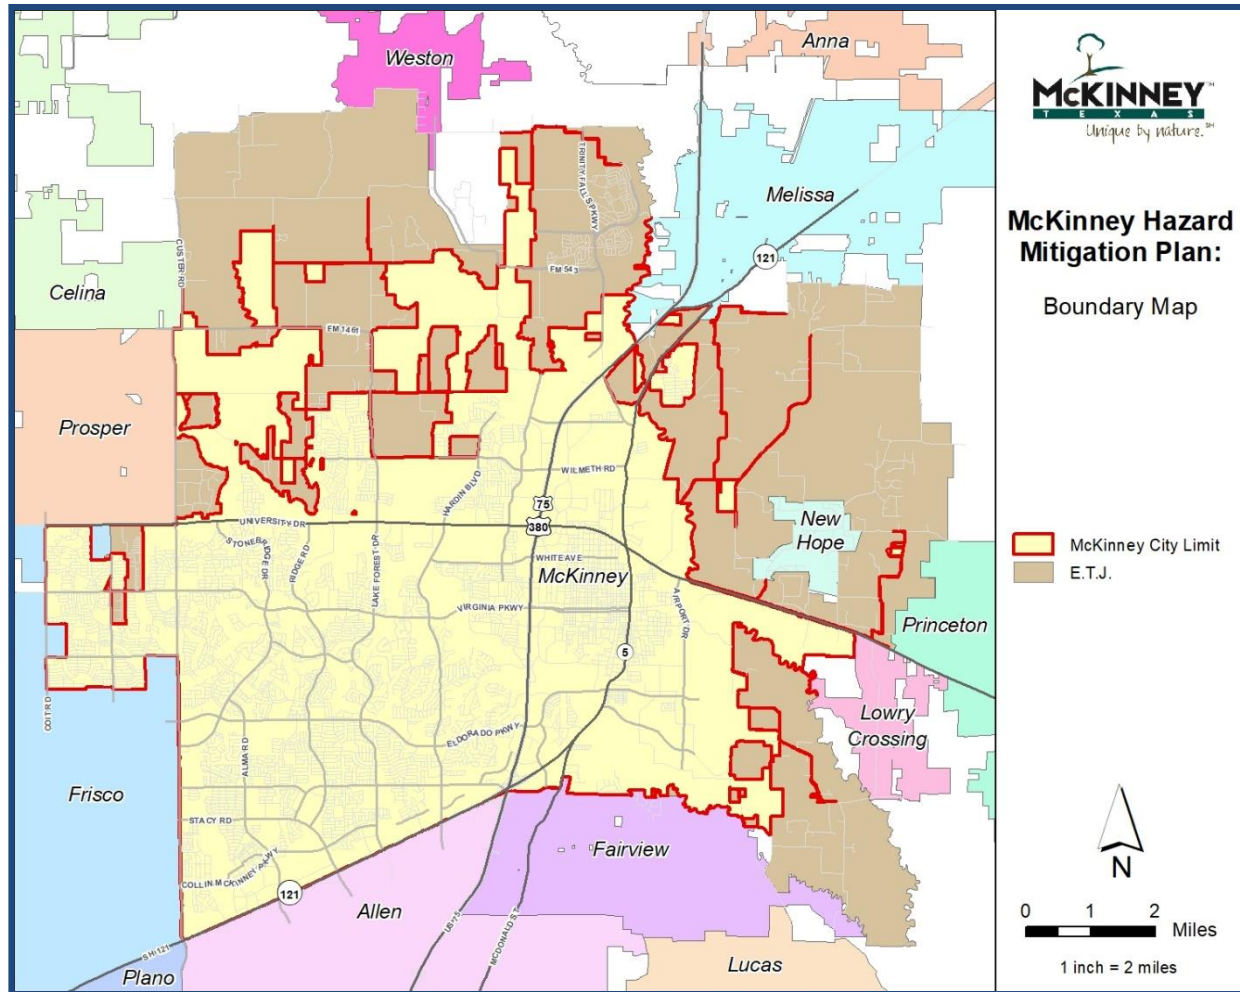 Weston
Anna
Melissa
121
TRINITY FALLS PKWY
CUSTER RD
FM 543
Celina
FM 1461
Prosper
HARDIN BLVD
WILMETH RD
75
380
UNIVERSITY DR
STONEBRIDGE DR
RIDGE RD
LAKE FOREST DR
WHITE AVE
McKinney
New
Hope
VIRGINIA PKWY
AIRPORT DR
Princeton
5
COIT RD
Lowry
Crossing
ELDORADO PKWY
ALMA RD
Frisco
STACY RD
Fairview
COLLIN MCKINNEY PKWY
121
Allen
US 75
MCDONALD ST
SH 121
Plano
Lucas
McKINNEY™
TEXAS
Unique by nature.℠
McKinney Hazard
Mitigation Plan:
Boundary Map
McKinney City Limit
E.T.J.
N
0 1 2
Miles
1 inch = 2 miles